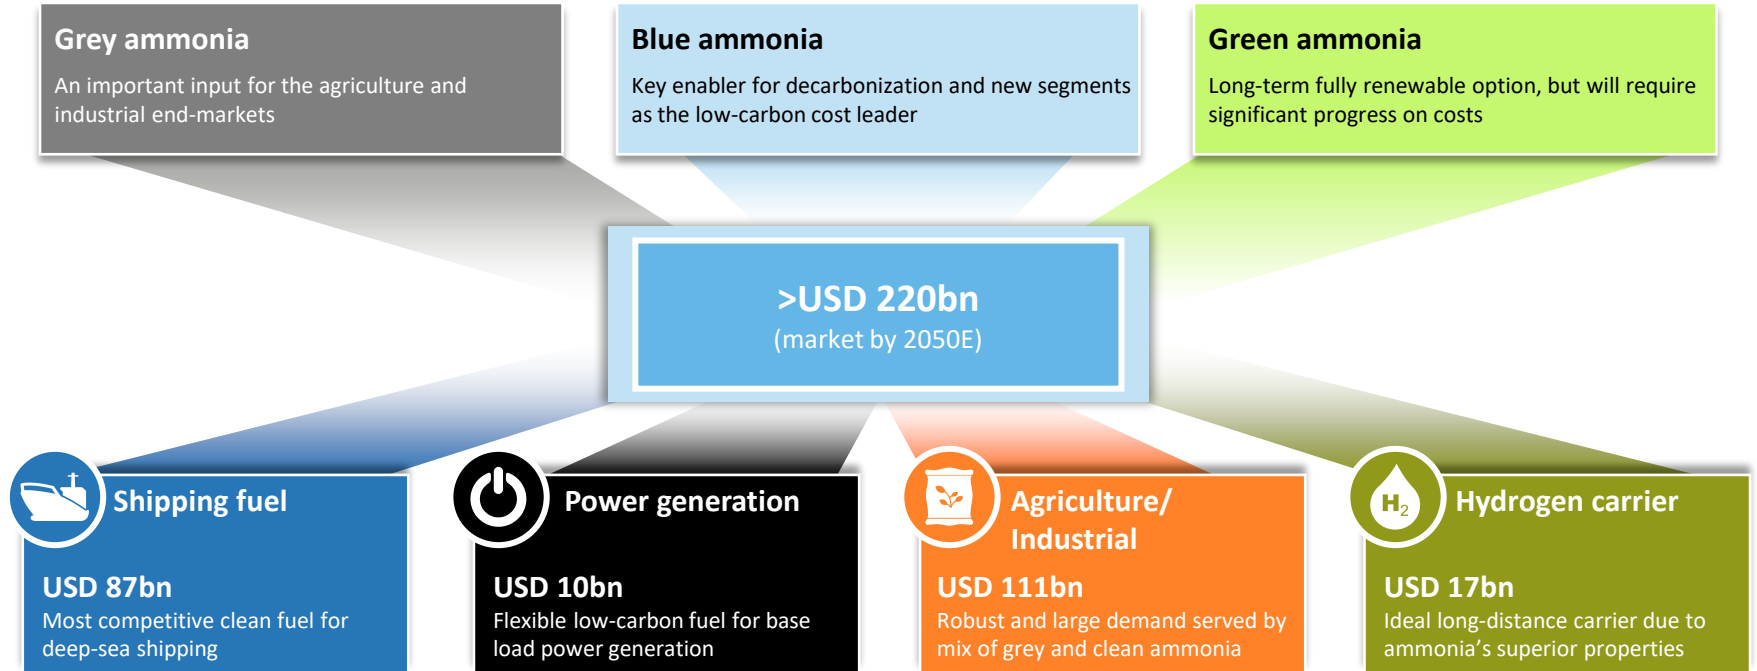 Grey ammonia
An important input for the agriculture and
industrial end-markets
Blue ammonia
Key enabler for decarbonization and new segments
as the low-carbon cost leader
Green ammonia
Long-term fully renewable option, but will require
significant progress on costs
>USD 220bn
(market by 2050E)
Shipping fuel
USD 87bn
Most competitive clean fuel for
deep-sea shipping
Power generation
USD 10bn
Flexible low-carbon fuel for base
load power generation
Agriculture/
Industrial
USD 111bn
Robust and large demand served by
mix of grey and clean ammonia
H₂
Hydrogen carrier
USD 17bn
Ideal long-distance carrier due to
ammonia’s superior properties